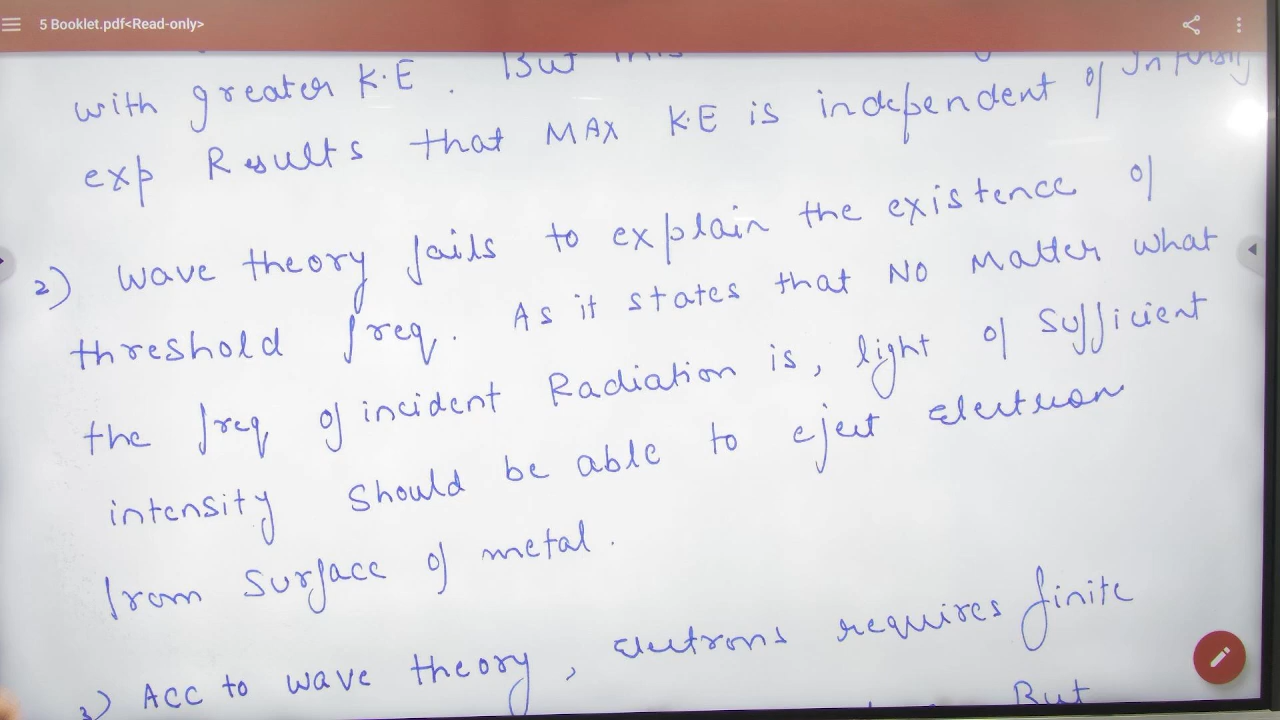 5 Booklet.pdf<Read-only>
with greater K.E. But this
exp Results that MAX K.E is independent of Intensity
2) wave theory fails to explain the existence of
threshold freq. As it states that NO Matter what
the freq of incident Radiation is, light of sufficient
intensity should be able to eject electron
from surface of metal.
3) ACC to wave theory, electrons requires finite
But